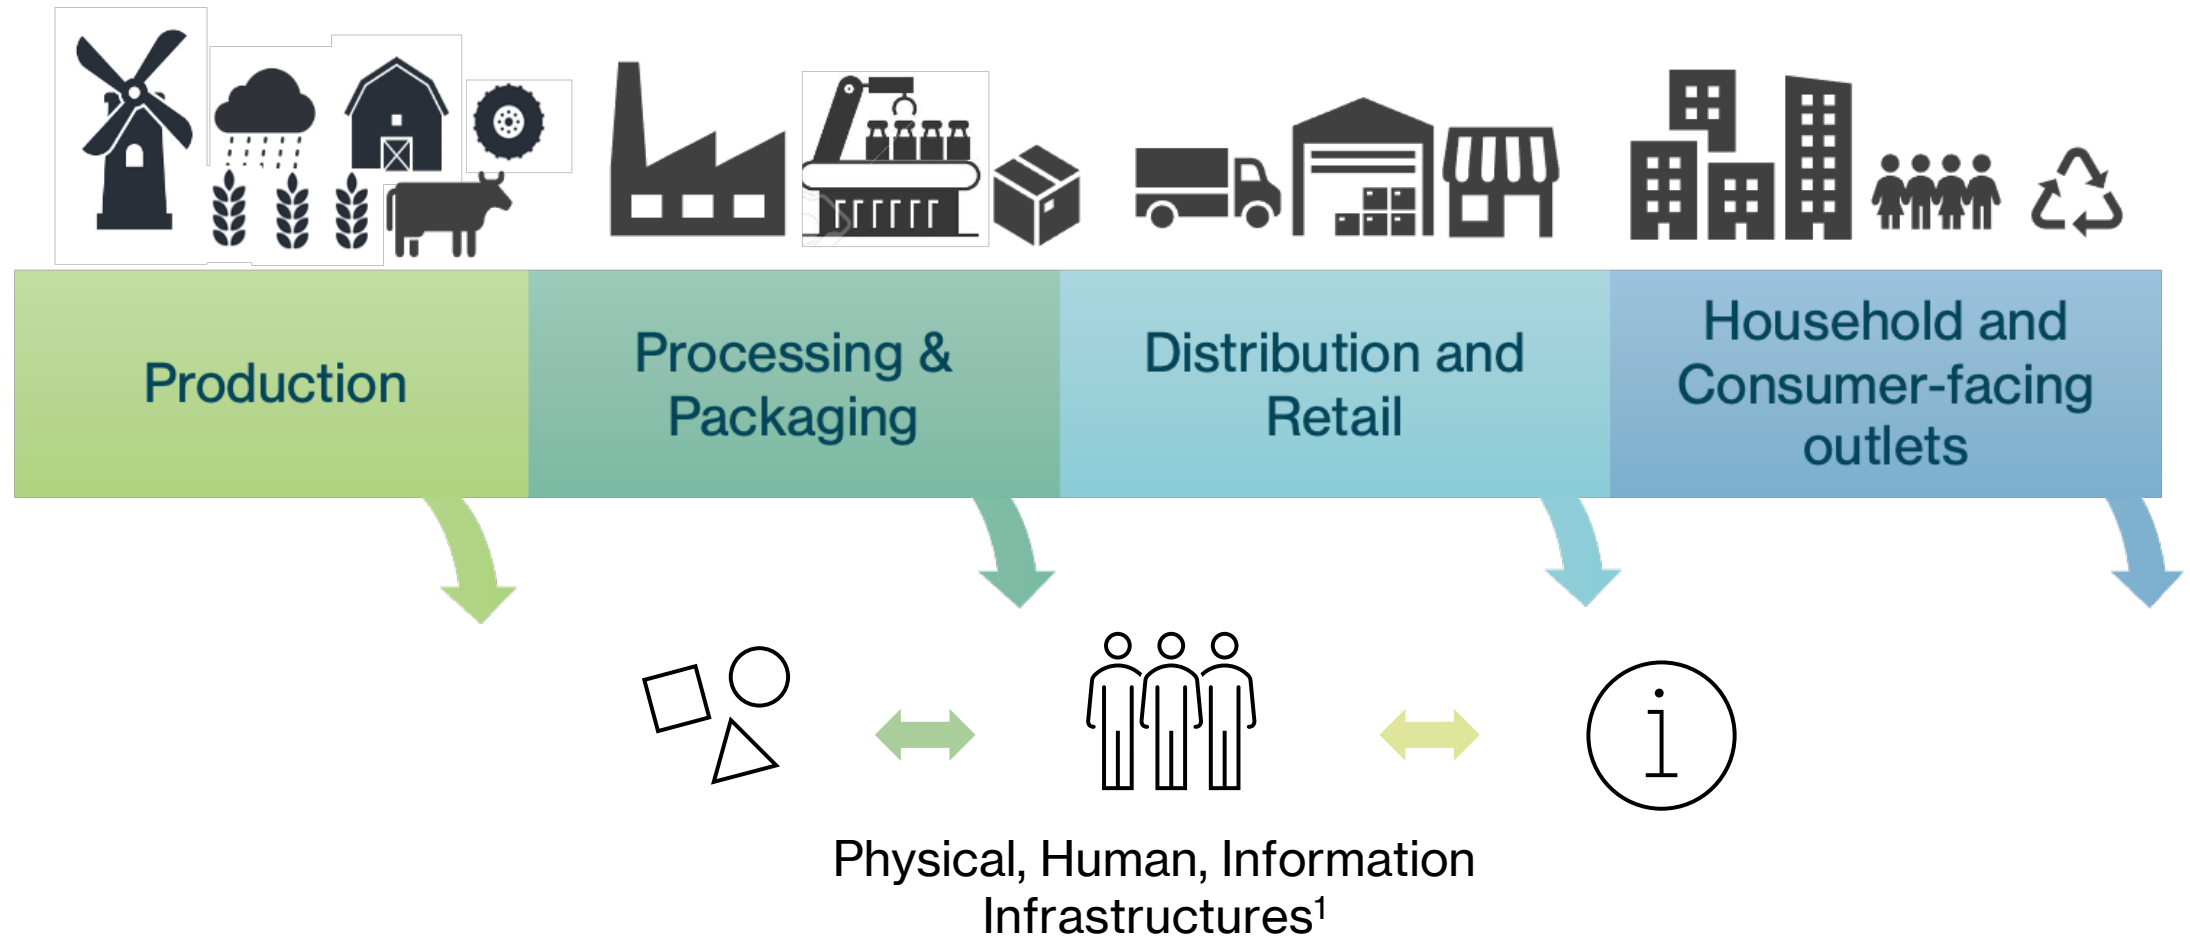 Production
Processing &
Packaging
Distribution and
Retail
Household and
Consumer-facing
outlets
i
Physical, Human, Information
Infrastructures¹